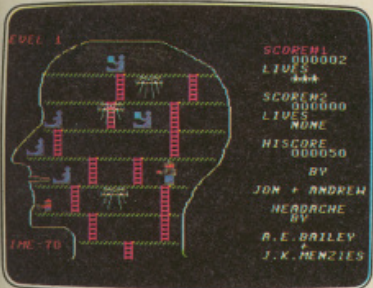 EVEL 1
SCORE#1
000002
LIVES
***
SCORE#2
000000
LIVES
NONE
HISCORE
000050
BY
JON + ANDREW
HEADACHE
BY
A.E.BAILEY
+
J.K.MENZIES
IME-70